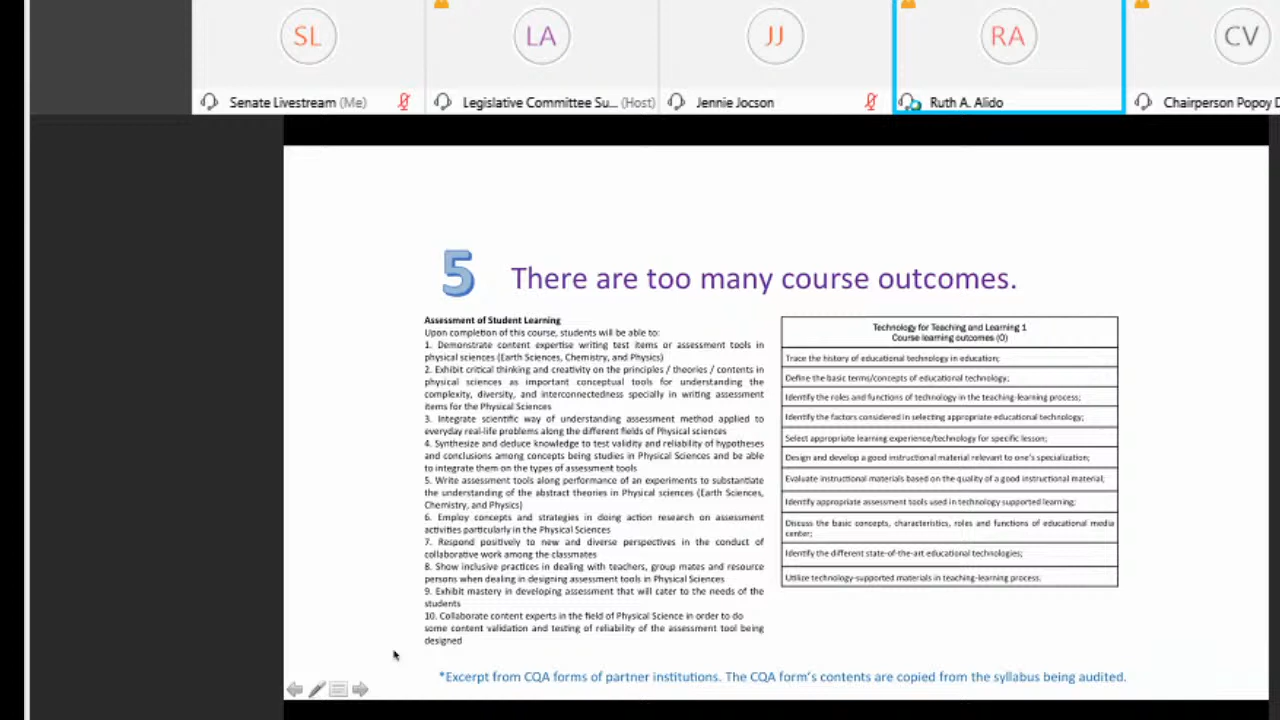 SL
LA
JJ
RA
CV
Senate Livestream (Me)
Legislative Committee Su... (Host)
Jennie Jocson
Ruth A. Alido
Chairperson Popoy D
5 There are too many course outcomes.
Assessment of Student Learning
Upon completion of this course, students will be able to:
1. Demonstrate content expertise writing test items or assessment tools in
physical sciences (Earth Sciences, Chemistry, and Physics)
2. Exhibit critical thinking and creativity on the principles / theories / contents in
physical sciences as important conceptual tools for understanding the
complexity, diversity, and interconnectedness specially in writing assessment
items for the Physical Sciences
3. Integrate scientific way of understanding assessment method applied to
everyday real-life problems along the different fields of Physical sciences
4. Synthesize and deduce knowledge to test validity and reliability of hypotheses
and conclusions among concepts being studies in Physical Sciences and be able
to integrate them on the types of assessment tools
5. Write assessment tools along performance of an experiments to substantiate
the understanding of the abstract theories in Physical sciences (Earth Sciences,
Chemistry, and Physics)
6. Employ concepts and strategies in doing action research on assessment
activities particularly in the Physical Sciences
7. Respond positively to new and diverse perspectives in the conduct of
collaborative work among the classmates
8. Show inclusive practices in dealing with teachers, group mates and resource
persons when dealing in designing assessment tools in Physical Sciences
9. Exhibit mastery in developing assessment that will cater to the needs of the
students
10. Collaborate content experts in the field of Physical Science in order to do
some content validation and testing of reliability of the assessment tool being
designed
Technology for Teaching and Learning 1
Course learning outcomes (O)
Trace the history of educational technology in education;
Define the basic terms/concepts of educational technology;
Identify the roles and functions of technology in the teaching-learning process;
Identify the factors considered in selecting appropriate educational technology;
Select appropriate learning experience/technology for specific lesson;
Design and develop a good instructional material relevant to one's specialization;
Evaluate instructional materials based on the quality of a good instructional material;
Identify appropriate assessment tools used in technology supported learning;
Discuss the basic concepts, characteristics, roles and functions of educational media
center;
Identify the different state-of-the-art educational technologies;
Utilize technology-supported materials in teaching-learning process.
*Excerpt from CQA forms of partner institutions. The CQA form's contents are copied from the syllabus being audited.